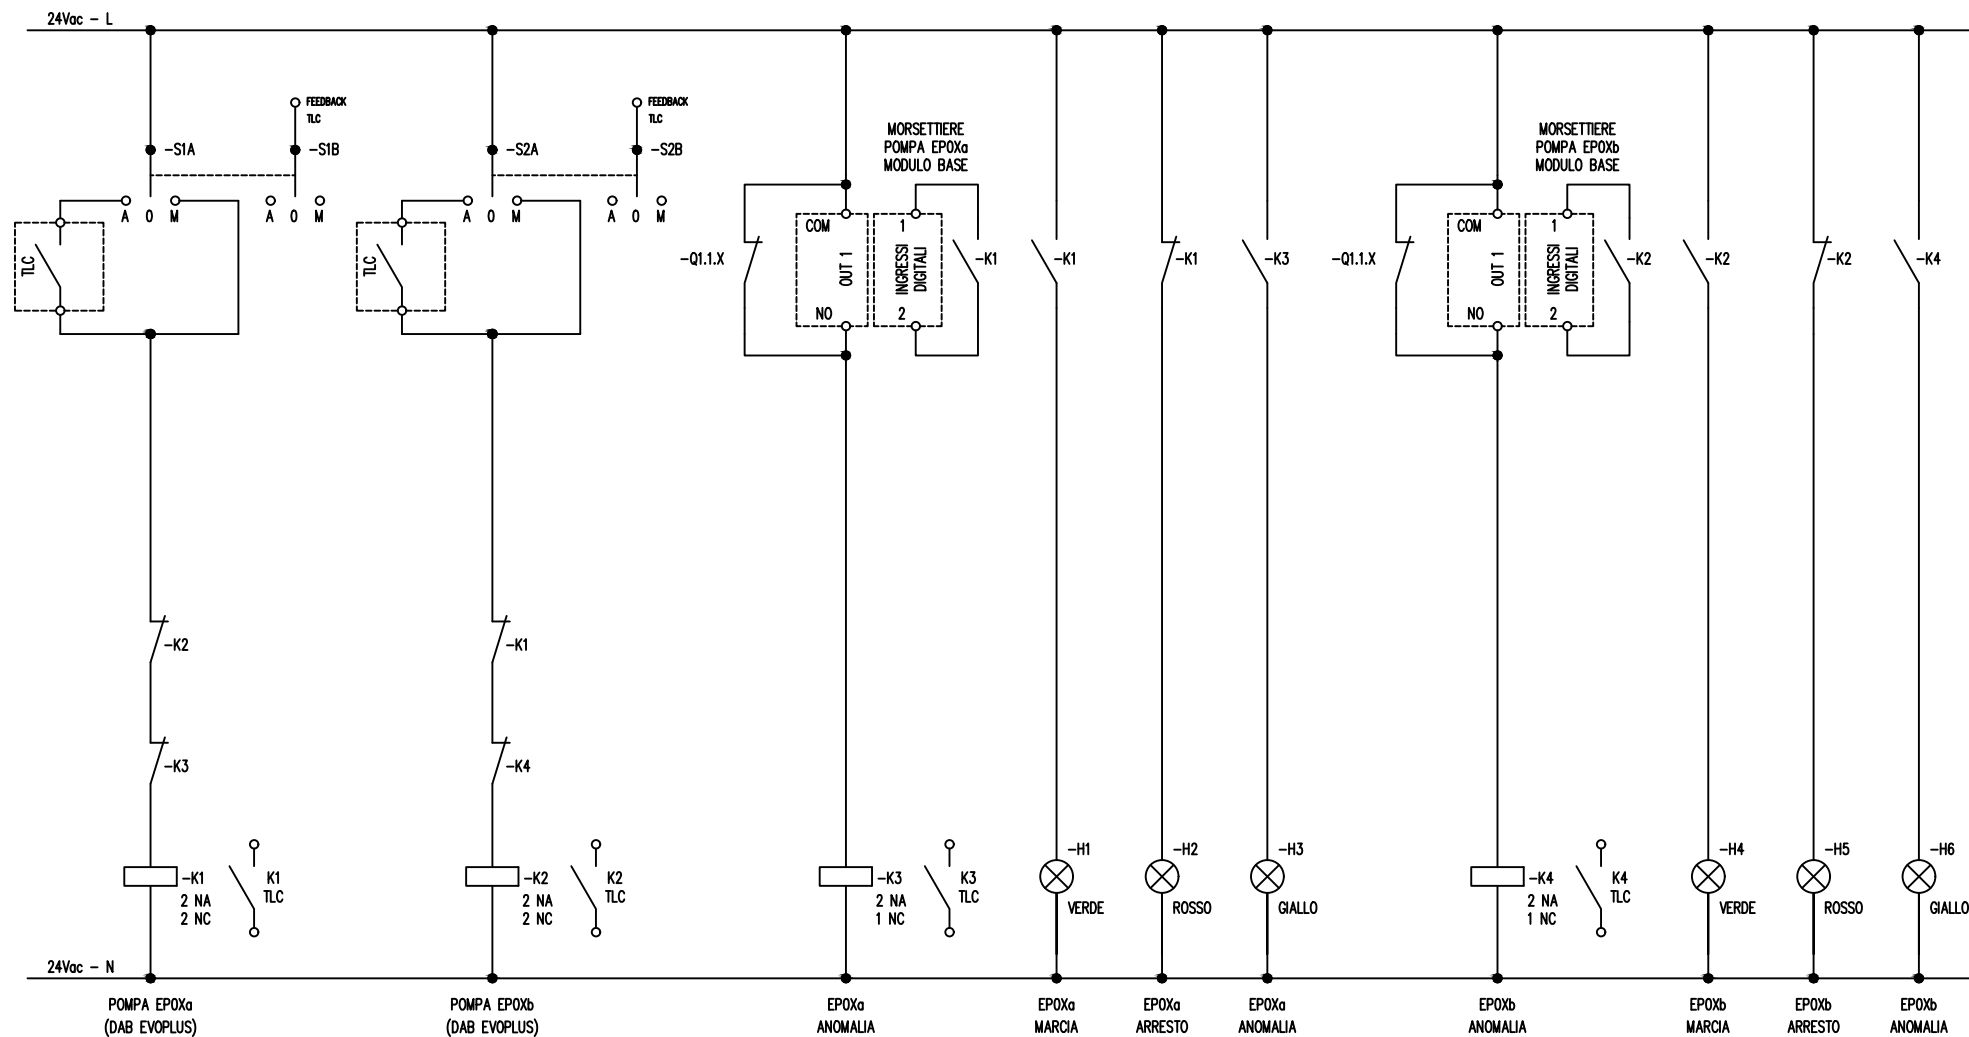 24Vac - L
FEEDBACK
TLC
-S1A
-S1B
A 0 M
A 0 M
TLC
FEEDBACK
TLC
-S2A
-S2B
A 0 M
A 0 M
TLC
MORSETTIERE
POMPA EPOXa
MODULO BASE
-Q1.1.X
COM
OUT 1
NO
1
INGRESSI
DIGITALI
2
-K1
-K1
-K1
-K3
MORSETTIERE
POMPA EPOXb
MODULO BASE
-Q1.1.X
COM
OUT 1
NO
1
INGRESSI
DIGITALI
2
-K2
-K2
-K2
-K4
-K2
-K1
-K3
-K4
-K1
2 NA
2 NC
K1
TLC
-K2
2 NA
2 NC
K2
TLC
-K3
2 NA
1 NC
K3
TLC
-H1
VERDE
-H2
ROSSO
-H3
GIALLO
-K4
2 NA
1 NC
K4
TLC
-H4
VERDE
-H5
ROSSO
-H6
GIALLO
24Vac - N
POMPA EPOXa
(DAB EVOPLUS)
POMPA EPOXb
(DAB EVOPLUS)
EPOXa
ANOMALIA
EPOXa
MARCIA
EPOXa
ARRESTO
EPOXa
ANOMALIA
EPOXb
ANOMALIA
EPOXb
MARCIA
EPOXb
ARRESTO
EPOXb
ANOMALIA